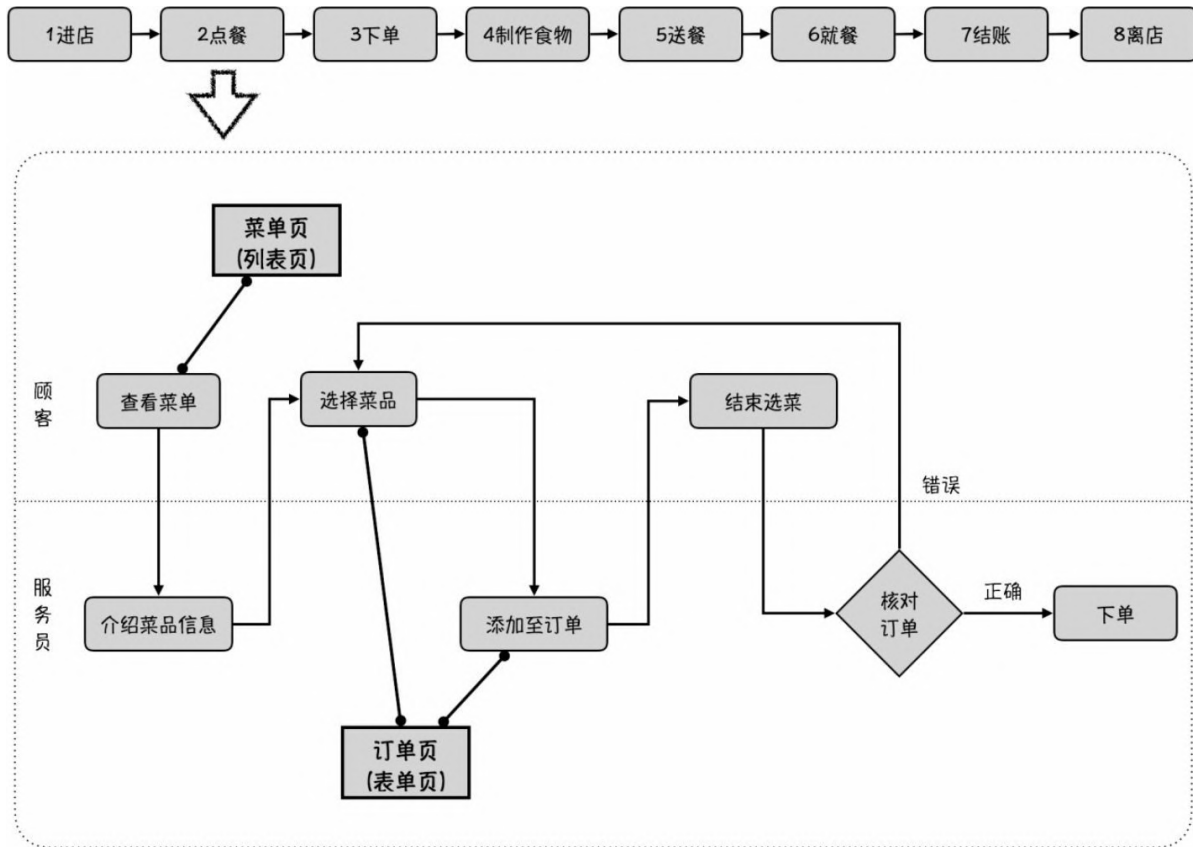 1进店
2点餐
3下单
4制作食物
5送餐
6就餐
7结账
8离店
菜单页
(列表页)
顾客
查看菜单
选择菜品
结束选菜
错误
服务员
介绍菜品信息
添加至订单
核对
订单
正确
下单
订单页
(表单页)